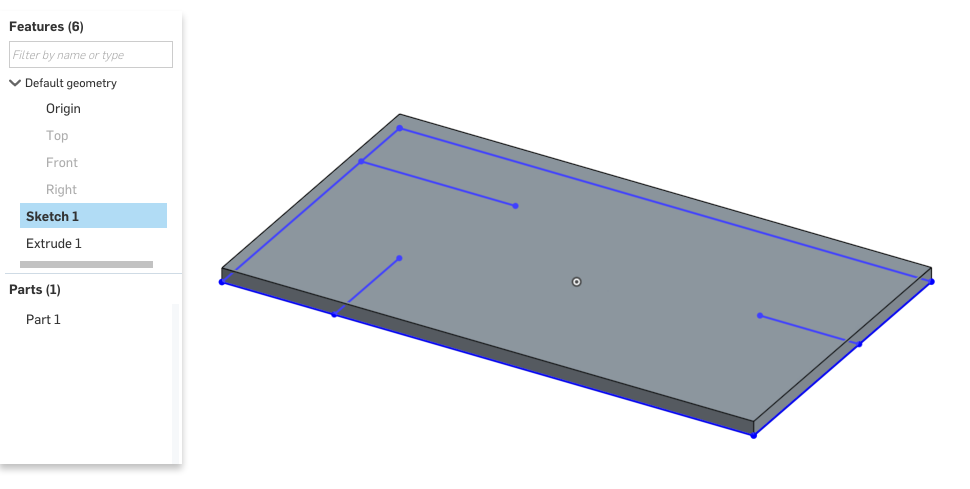 Features (6)
Filter by name or type
Default geometry
Origin
Top
Front
Right
Sketch 1
Extrude 1
Parts (1)
Part 1